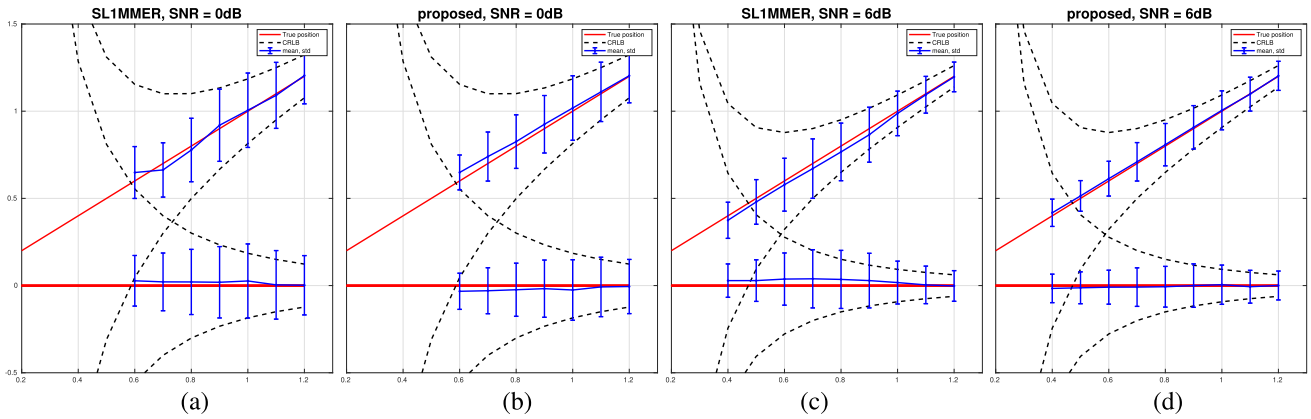 SL1MMER, SNR = 0dB
1.5
1
0.5
0
-0.5
0.2
0.4
0.6
0.8
1
1.2
True position
CRLB
mean, std
(a)
proposed, SNR = 0dB
0.2
0.4
0.6
0.8
1
1.2
True position
CRLB
mean, std
(b)
SL1MMER, SNR = 6dB
0.2
0.4
0.6
0.8
1
1.2
True position
CRLB
mean, std
(c)
proposed, SNR = 6dB
0.2
0.4
0.6
0.8
1
1.2
True position
CRLB
mean, std
(d)